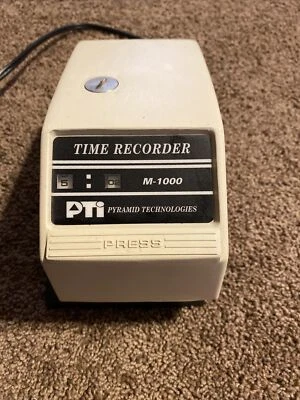 TIME RECORDER
M-1000
PTi PYRAMID TECHNOLOGIES
PRESS